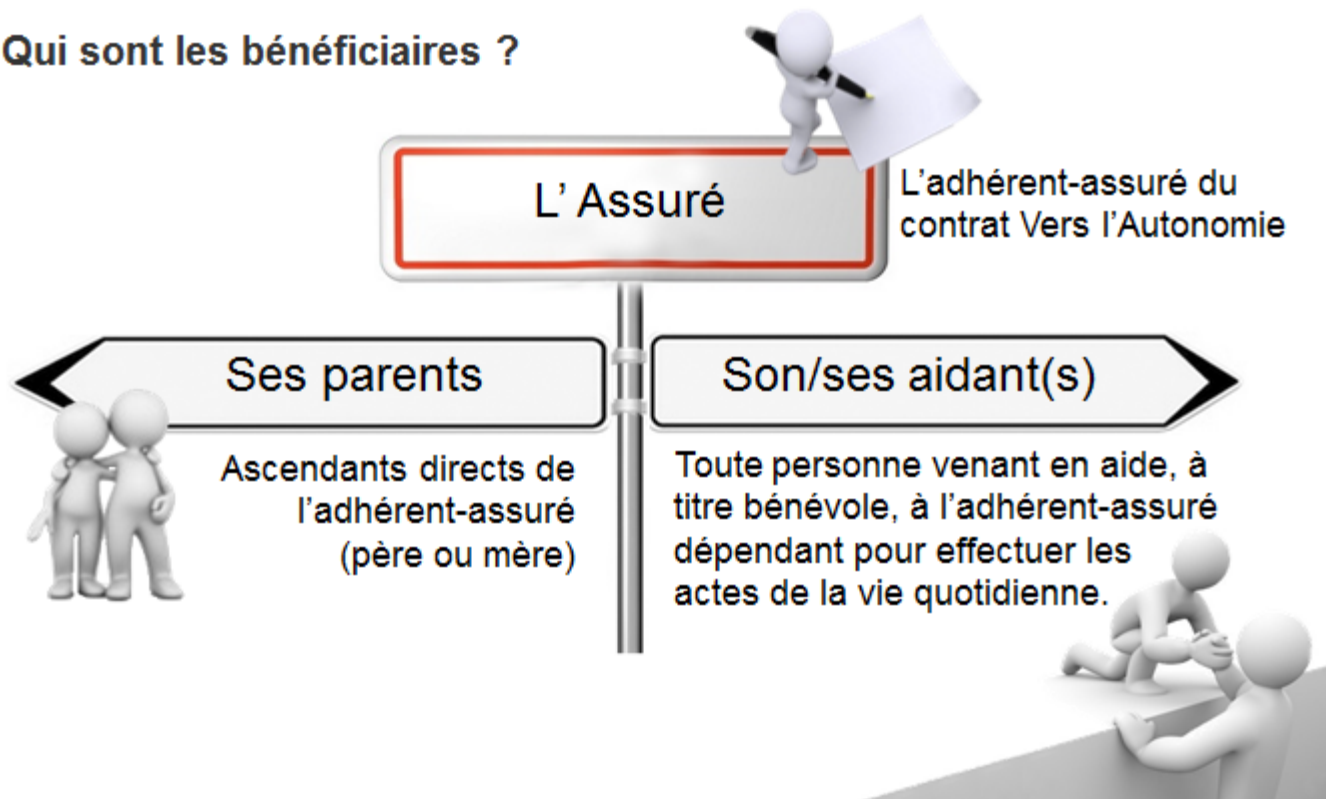 Qui sont les bénéficiaires ?
L’ Assuré
L’adhérent-assuré du
contrat Vers l’Autonomie
Ses parents
Ascendants directs de
l’adhérent-assuré
(père ou mère)
Son/ses aidant(s)
Toute personne venant en aide, à
titre bénévole, à l’adhérent-assuré
dépendant pour effectuer les
actes de la vie quotidienne.